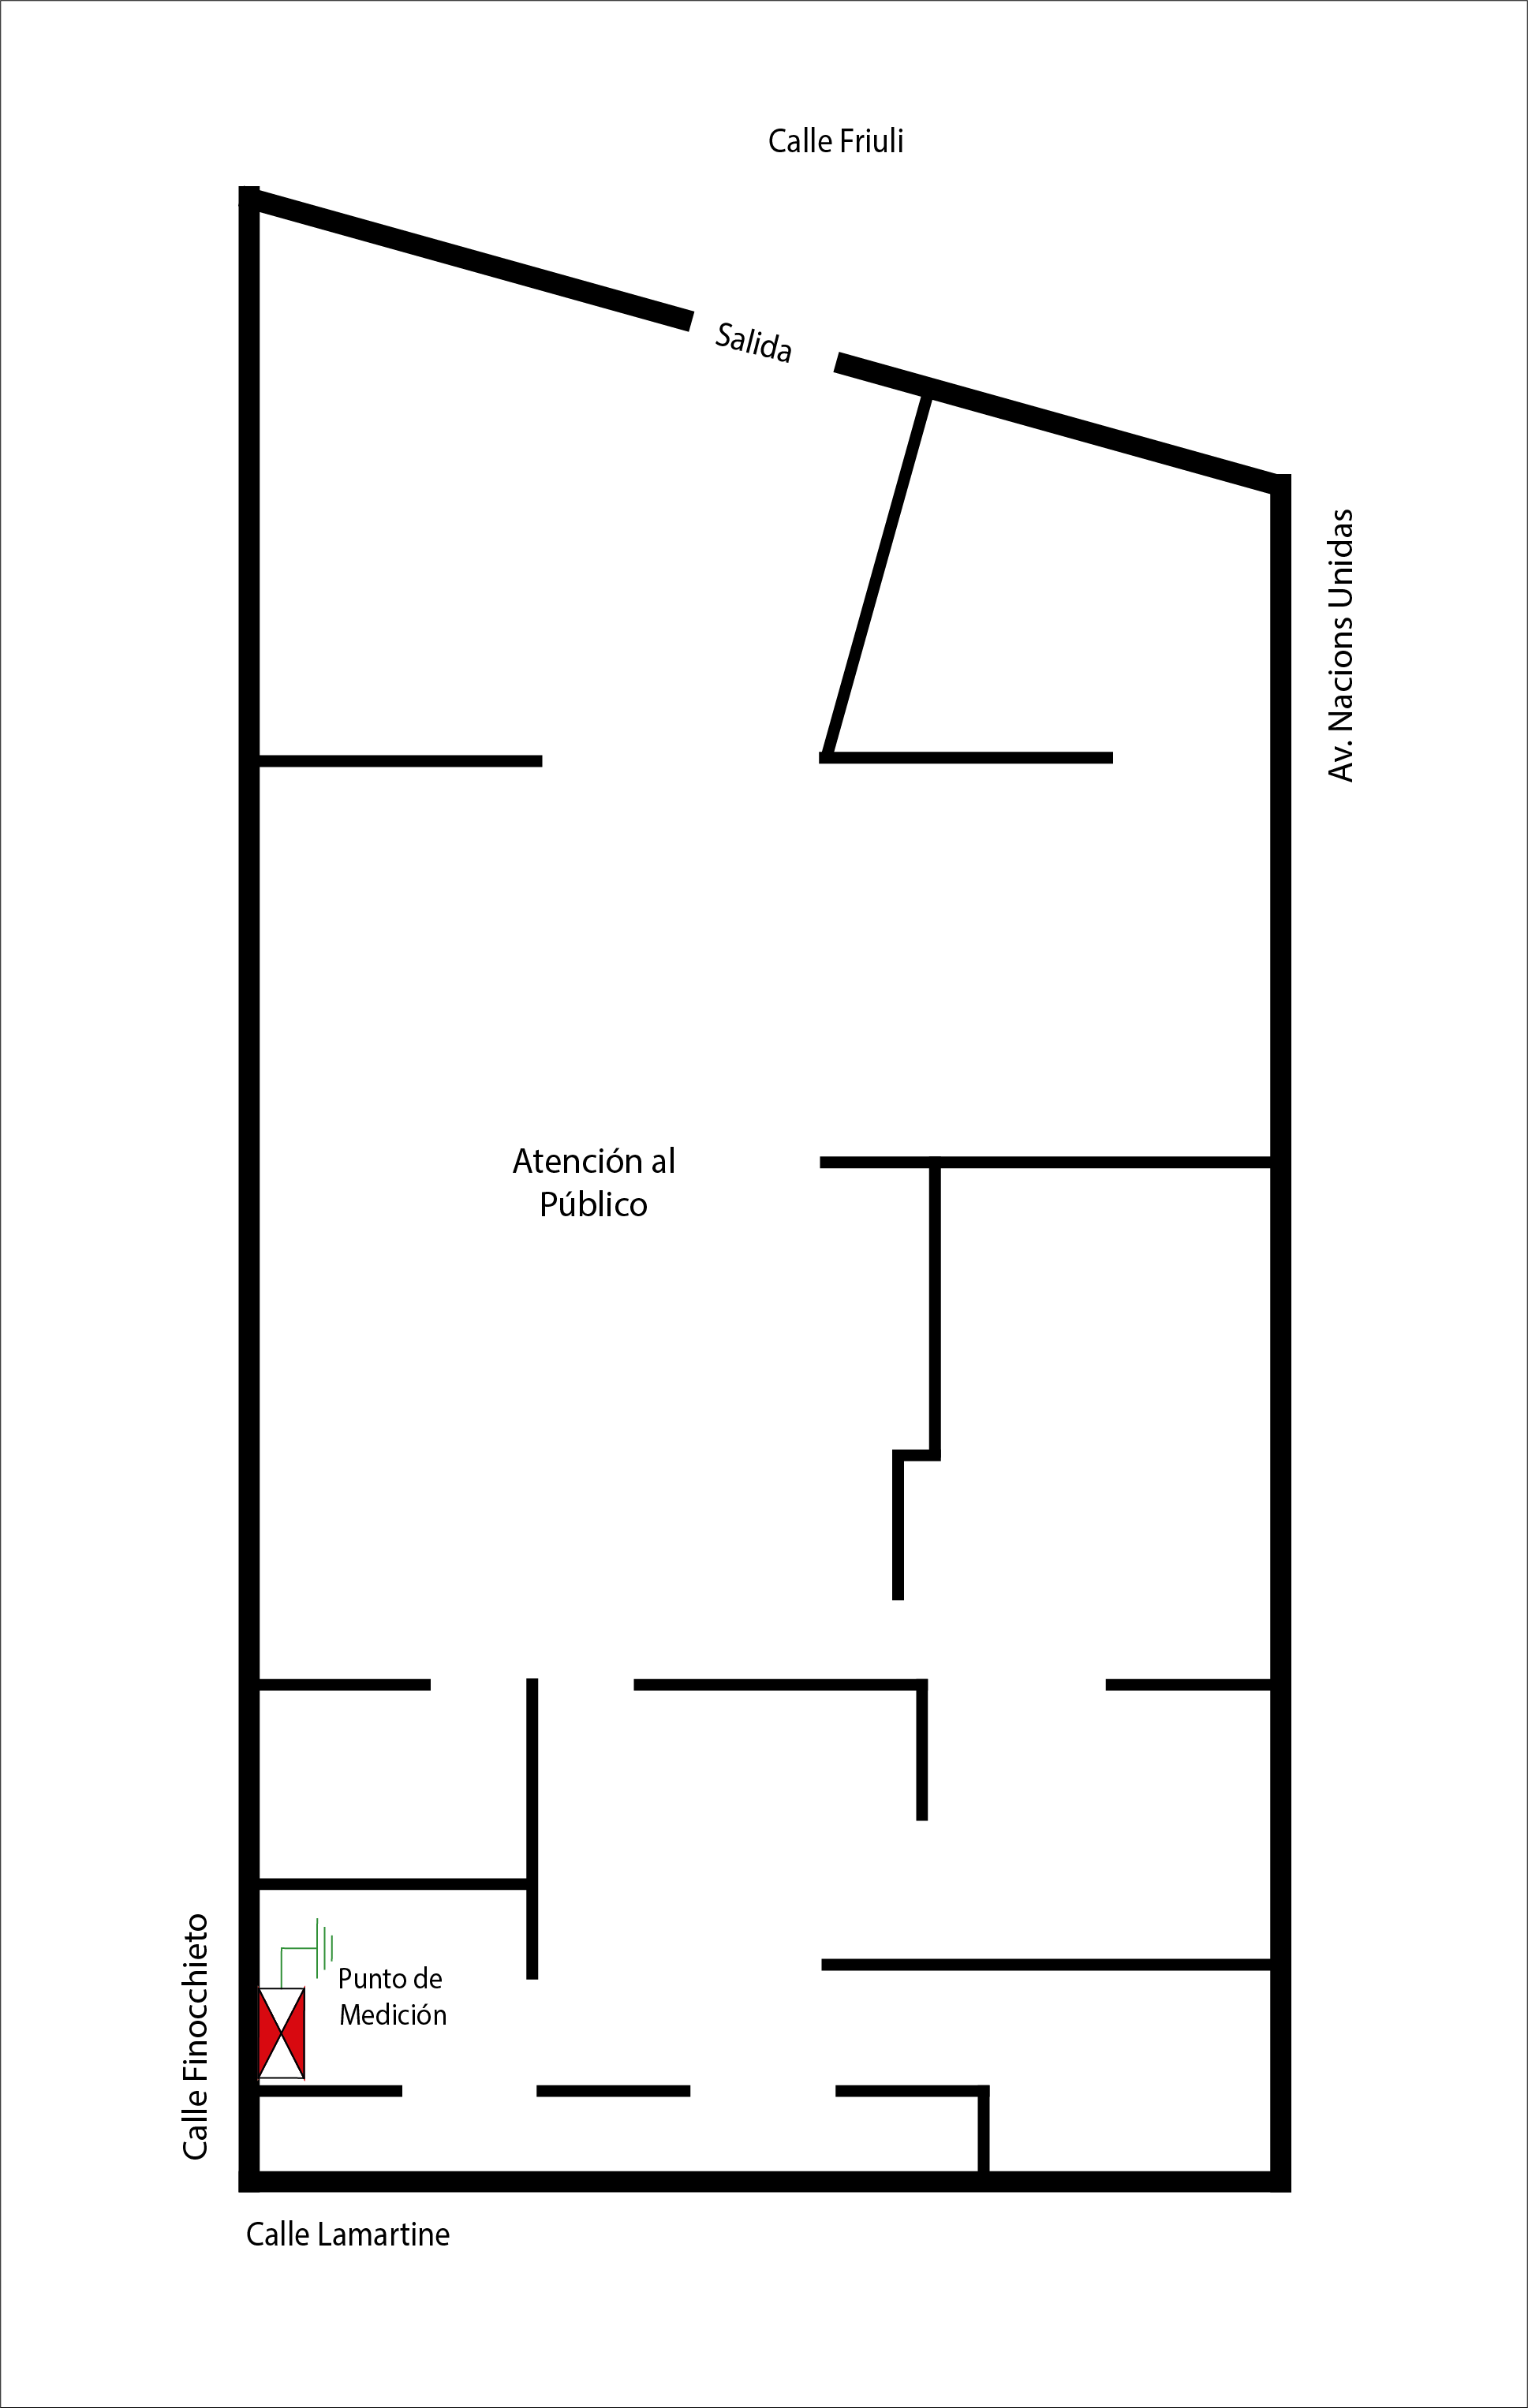 Calle Friuli
Salida
Av. Nacions Unidas
Atención al
Público
Calle Finocchieto
Punto de
Medición
Calle Lamartine